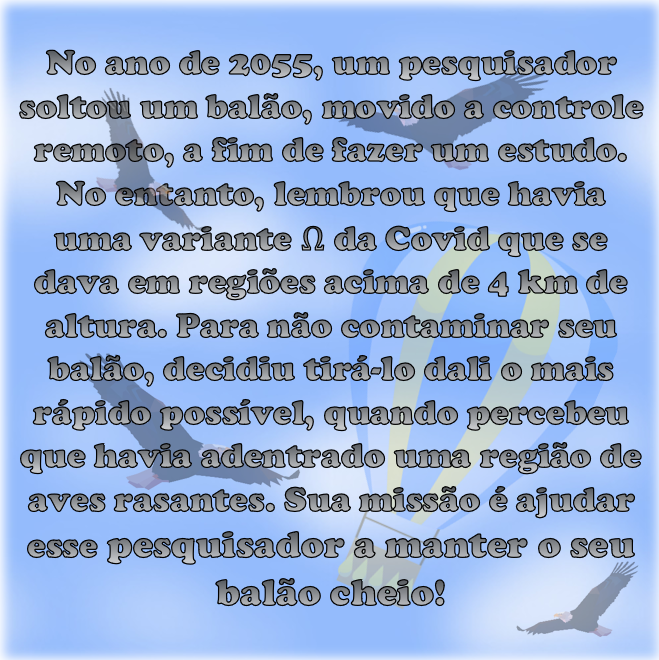 No ano de 2055, um pesquisador
soltou um balão, movido a controle
remoto, a fim de fazer um estudo.
No entanto, lembrou que havia
uma variante Ω da Covid que se
dava em regiões acima de 4 km de
altura. Para não contaminar seu
balão, decidiu tirá-lo dali o mais
rápido possível, quando percebeu
que havia adentrado uma região de
aves rasantes. Sua missão é ajudar
esse pesquisador a manter o seu
balão cheio!